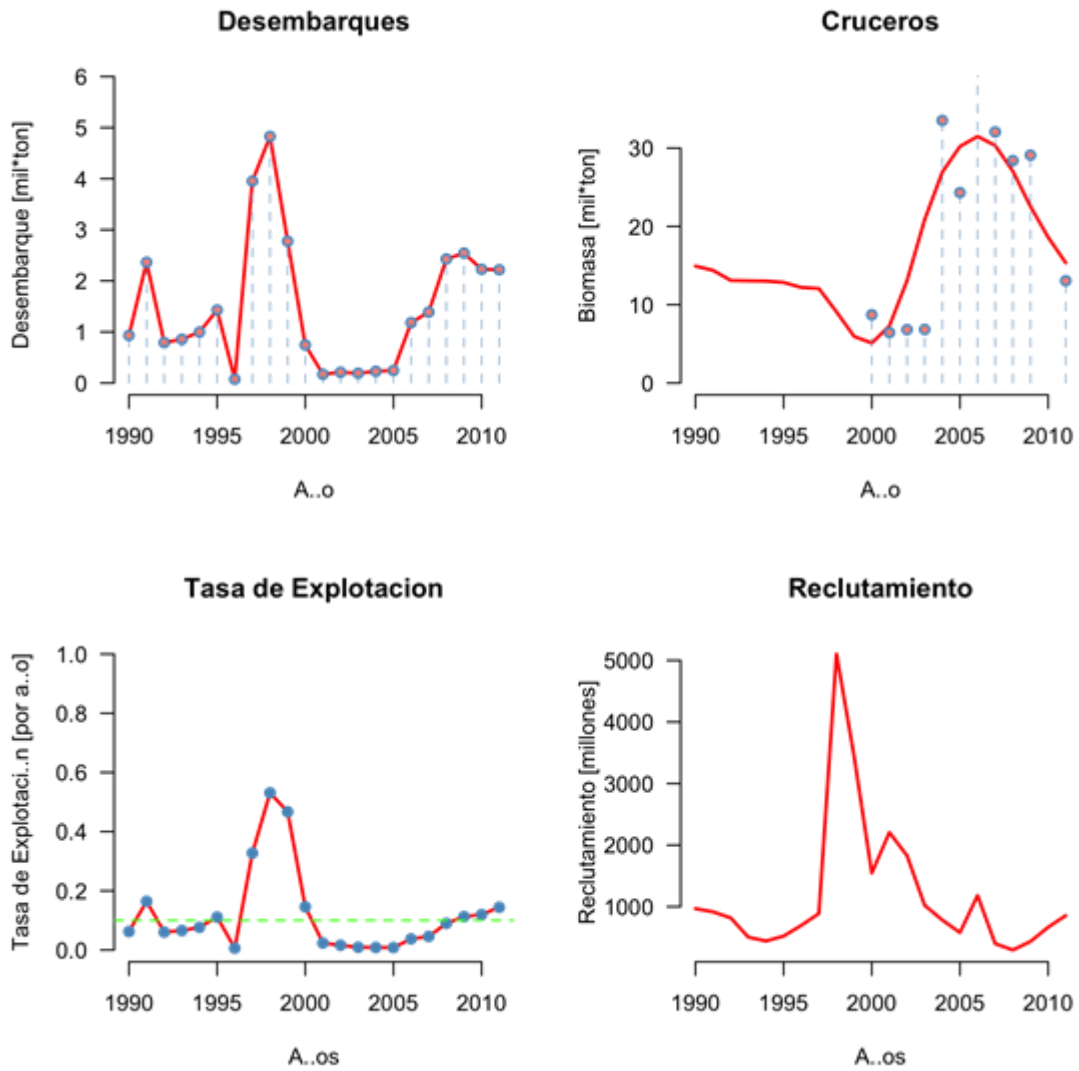 Desembarques
Desembarque [mil*ton]
6
5
4
3
2
1
0
1990 1995 2000 2005 2010
A..o
Cruceros
Biomasa [mil*ton]
30
20
10
0
1990 1995 2000 2005 2010
A..o
Tasa de Explotacion
Tasa de Explotaci..n [por a..o]
1.0
0.8
0.6
0.4
0.2
0.0
1990 1995 2000 2005 2010
A..os
Reclutamiento
Reclutamiento [millones]
5000
4000
3000
2000
1000
1990 1995 2000 2005 2010
A..os